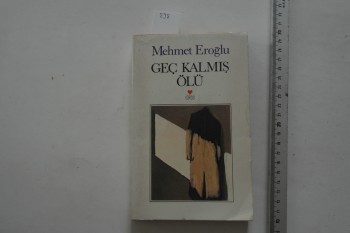 Mehmet Eroğlu
GEÇ KALMIŞ
ÖLÜ